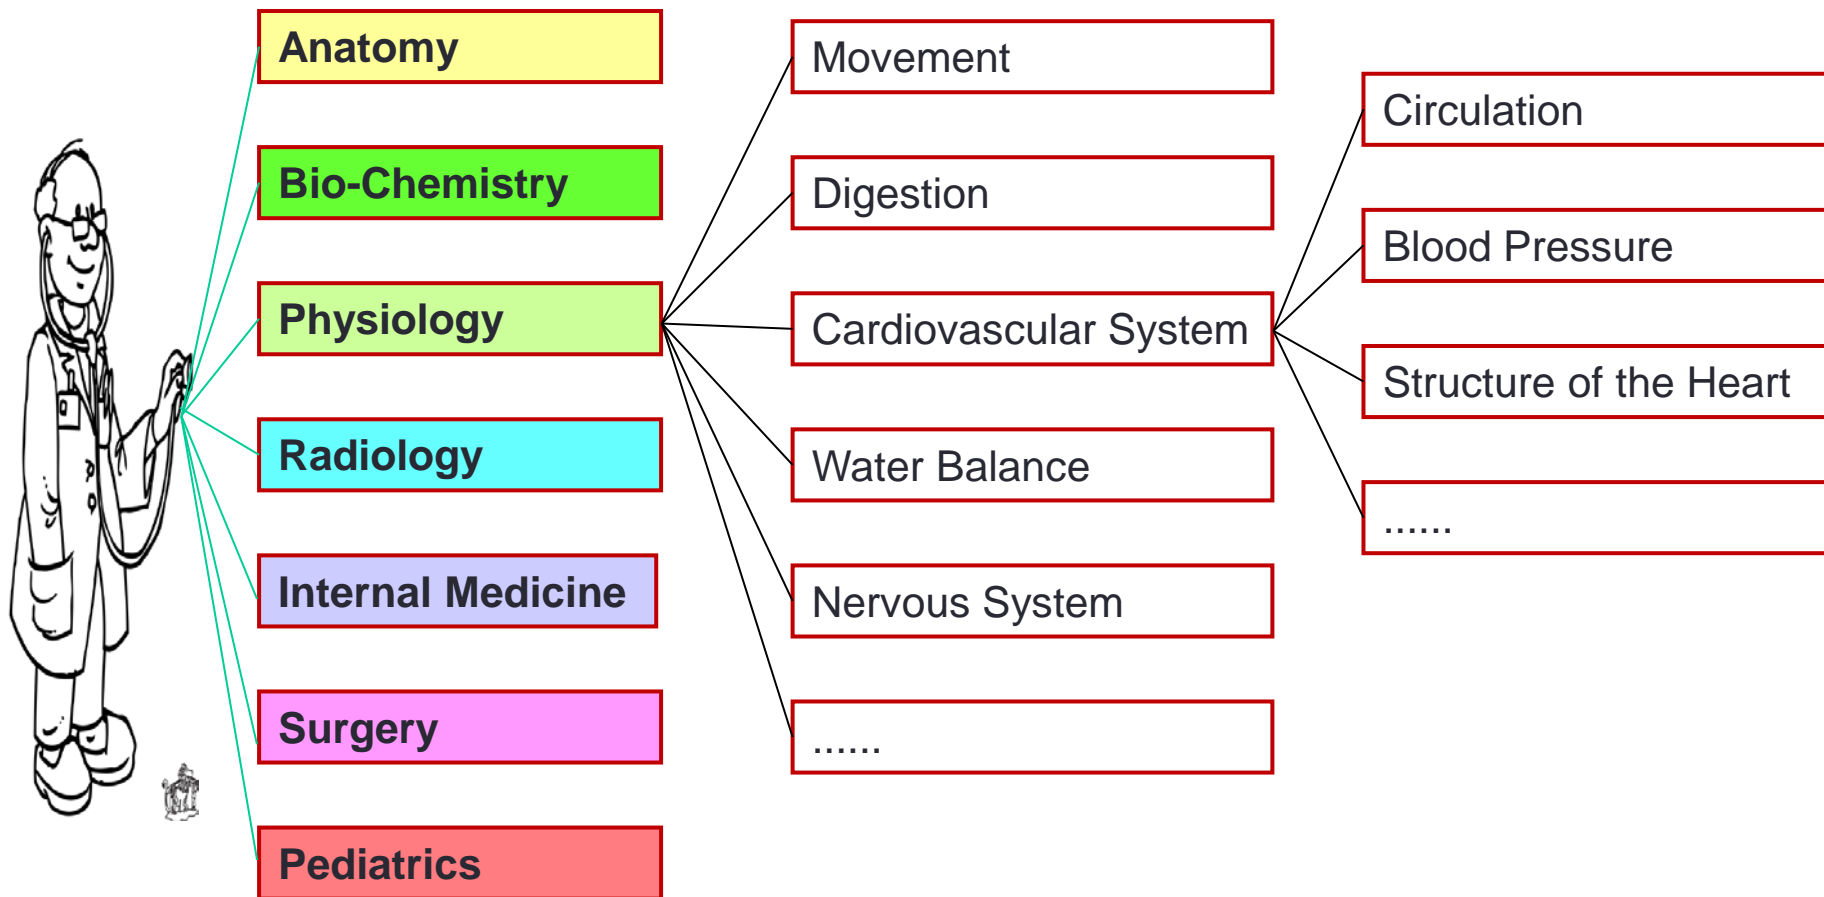 Anatomy
Bio-Chemistry
Physiology
Radiology
Internal Medicine
Surgery
Pediatrics
Movement
Digestion
Cardiovascular System
Water Balance
Nervous System
......
Circulation
Blood Pressure
Structure of the Heart
......